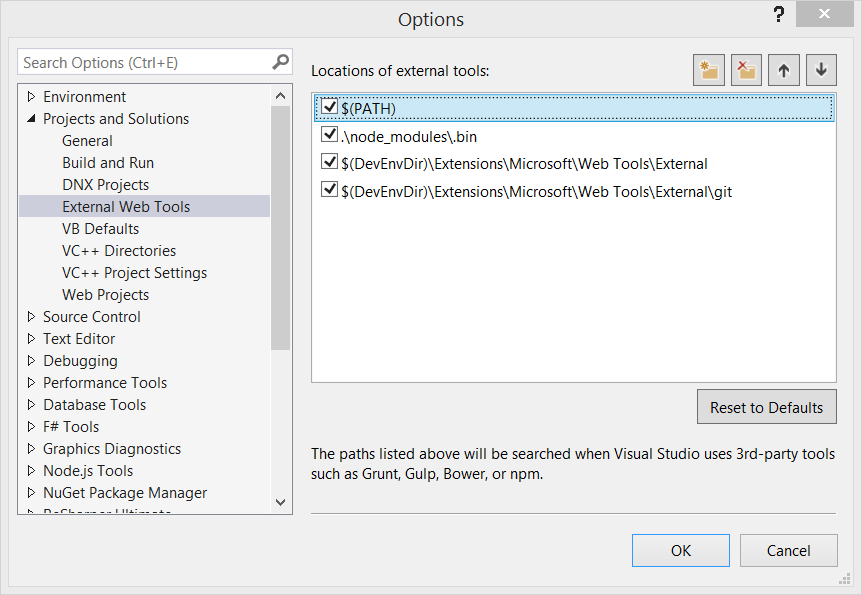 Options
?
Search Options (Ctrl+E)
Environment
Projects and Solutions
General
Build and Run
DNX Projects
External Web Tools
VB Defaults
VC++ Directories
VC++ Project Settings
Web Projects
Source Control
Text Editor
Debugging
Performance Tools
Database Tools
F# Tools
Graphics Diagnostics
Node.js Tools
NuGet Package Manager
ReSharper Ultimate
Locations of external tools:
$(PATH)
.\node_modules\.bin
$(DevEnvDir)\Extensions\Microsoft\Web Tools\External
$(DevEnvDir)\Extensions\Microsoft\Web Tools\External\git
Reset to Defaults
The paths listed above will be searched when Visual Studio uses 3rd-party tools
such as Grunt, Gulp, Bower, or npm.
OK
Cancel